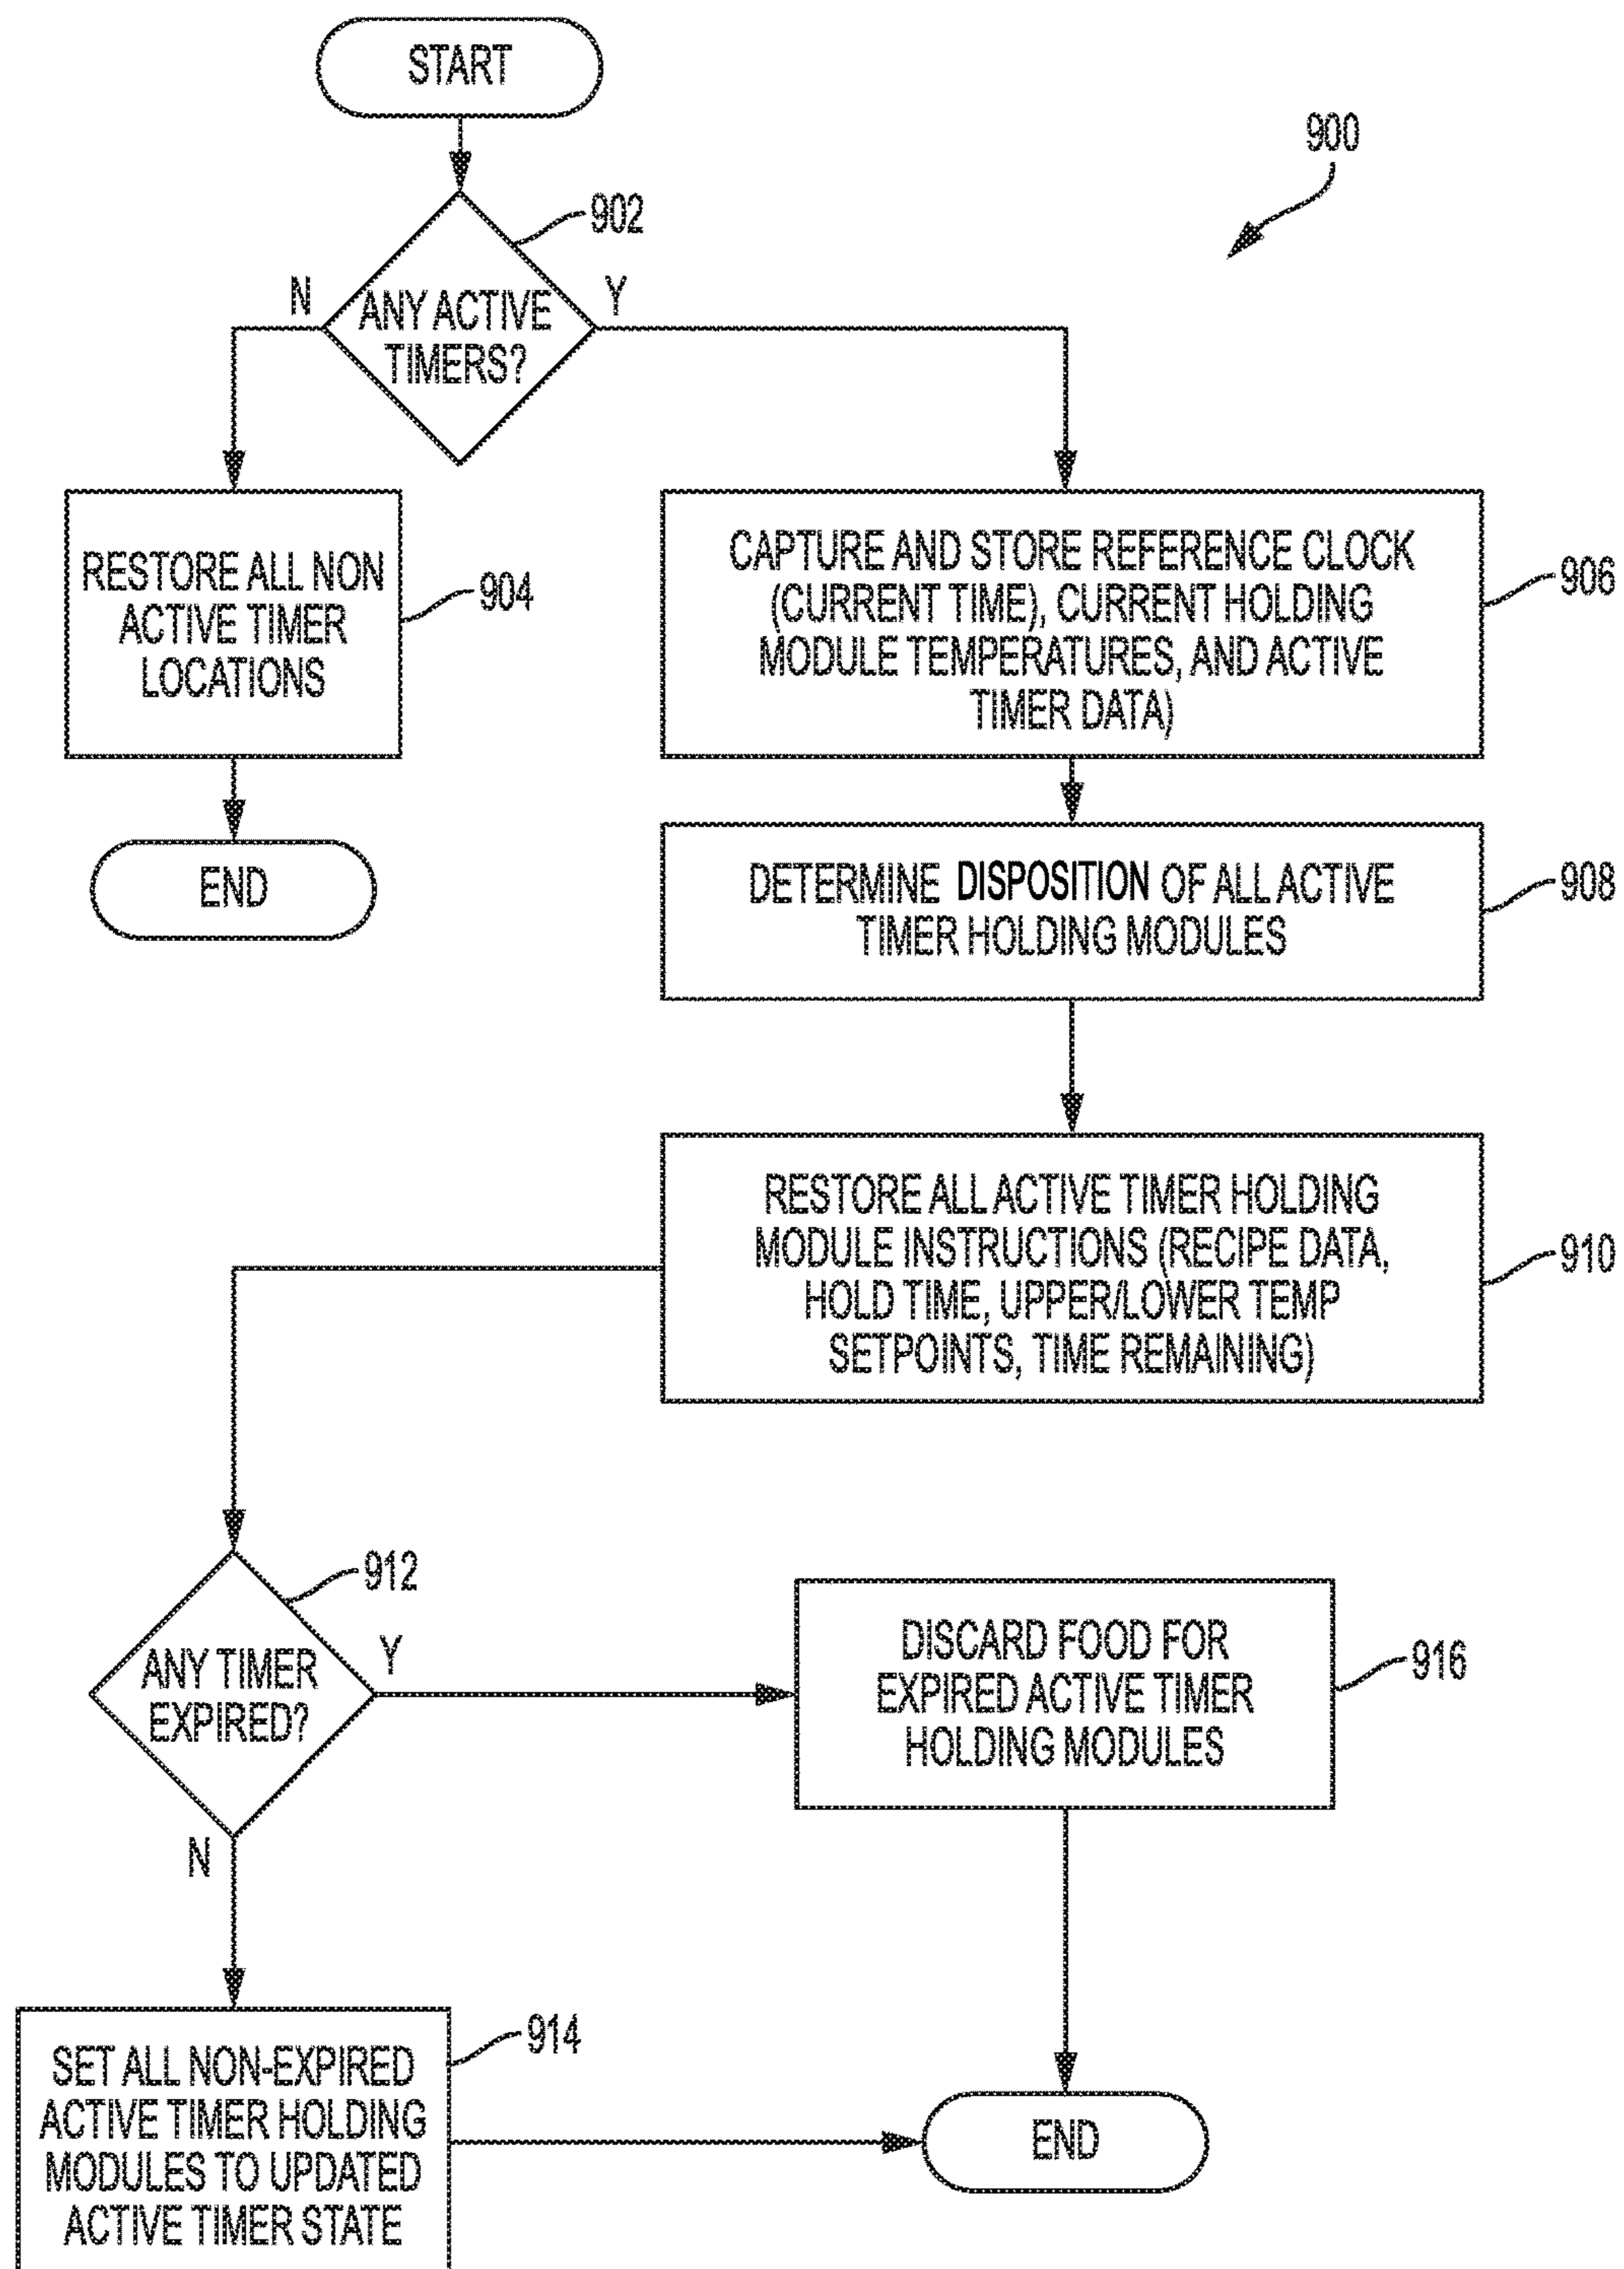 START
900
902
N
Y
ANY ACTIVE
TIMERS?
RESTORE ALL NON
ACTIVE TIMER
LOCATIONS
904
CAPTURE AND STORE REFERENCE CLOCK
(CURRENT TIME), CURRENT HOLDING
MODULE TEMPERATURES, AND ACTIVE
TIMER DATA)
906
END
DETERMINE DISPOSITION OF ALL ACTIVE
TIMER HOLDING MODULES
908
RESTORE ALL ACTIVE TIMER HOLDING
MODULE INSTRUCTIONS (RECIPE DATA,
HOLD TIME, UPPER/LOWER TEMP
SETPOINTS, TIME REMAINING)
910
912
ANY TIMER
EXPIRED?
Y
N
DISCARD FOOD FOR
EXPIRED ACTIVE TIMER
HOLDING MODULES
916
SET ALL NON-EXPIRED
ACTIVE TIMER HOLDING
MODULES TO UPDATED
ACTIVE TIMER STATE
914
END